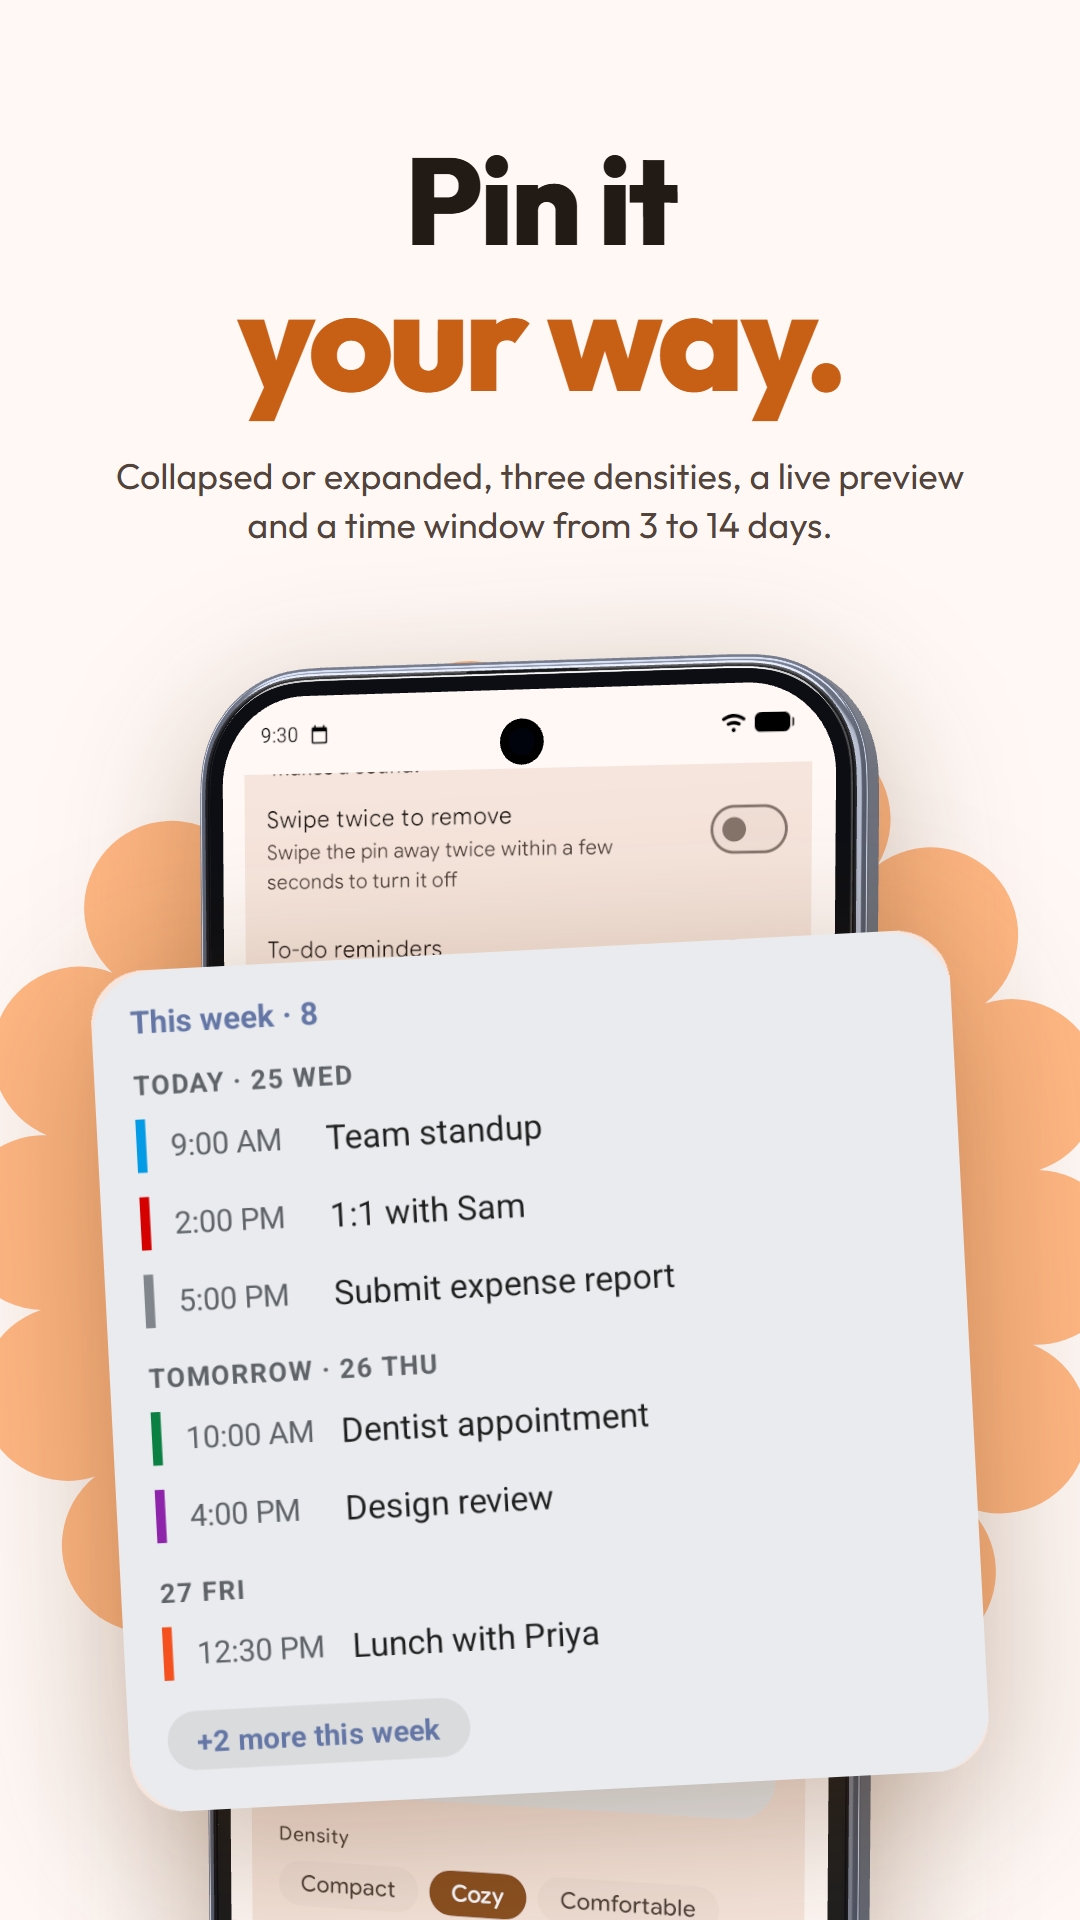 Pin it
your way.
Collapsed or expanded, three densities, a live preview
and a time window from 3 to 14 days.
9:30
Swipe twice to remove
Swipe the pin away twice within a few
seconds to turn it off
To-do reminders
This week · 8
TODAY · 25 WED
9:00 AM Team standup
2:00 PM 1:1 with Sam
5:00 PM Submit expense report
TOMORROW · 26 THU
10:00 AM Dentist appointment
4:00 PM Design review
27 FRI
12:30 PM Lunch with Priya
+2 more this week
Density
Compact Cozy Comfortable